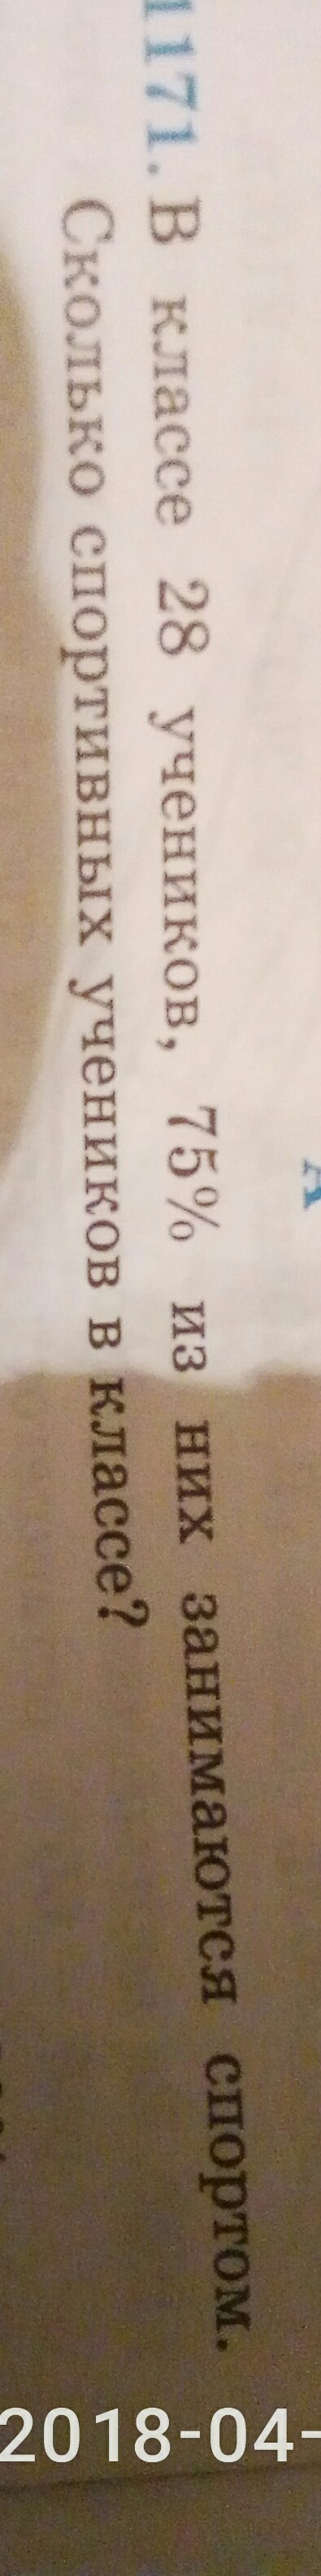 1171. В классе 28 учеников, 75% из них занимаются спортом.
Сколько спортивных учеников в классе?
А
2018-04-